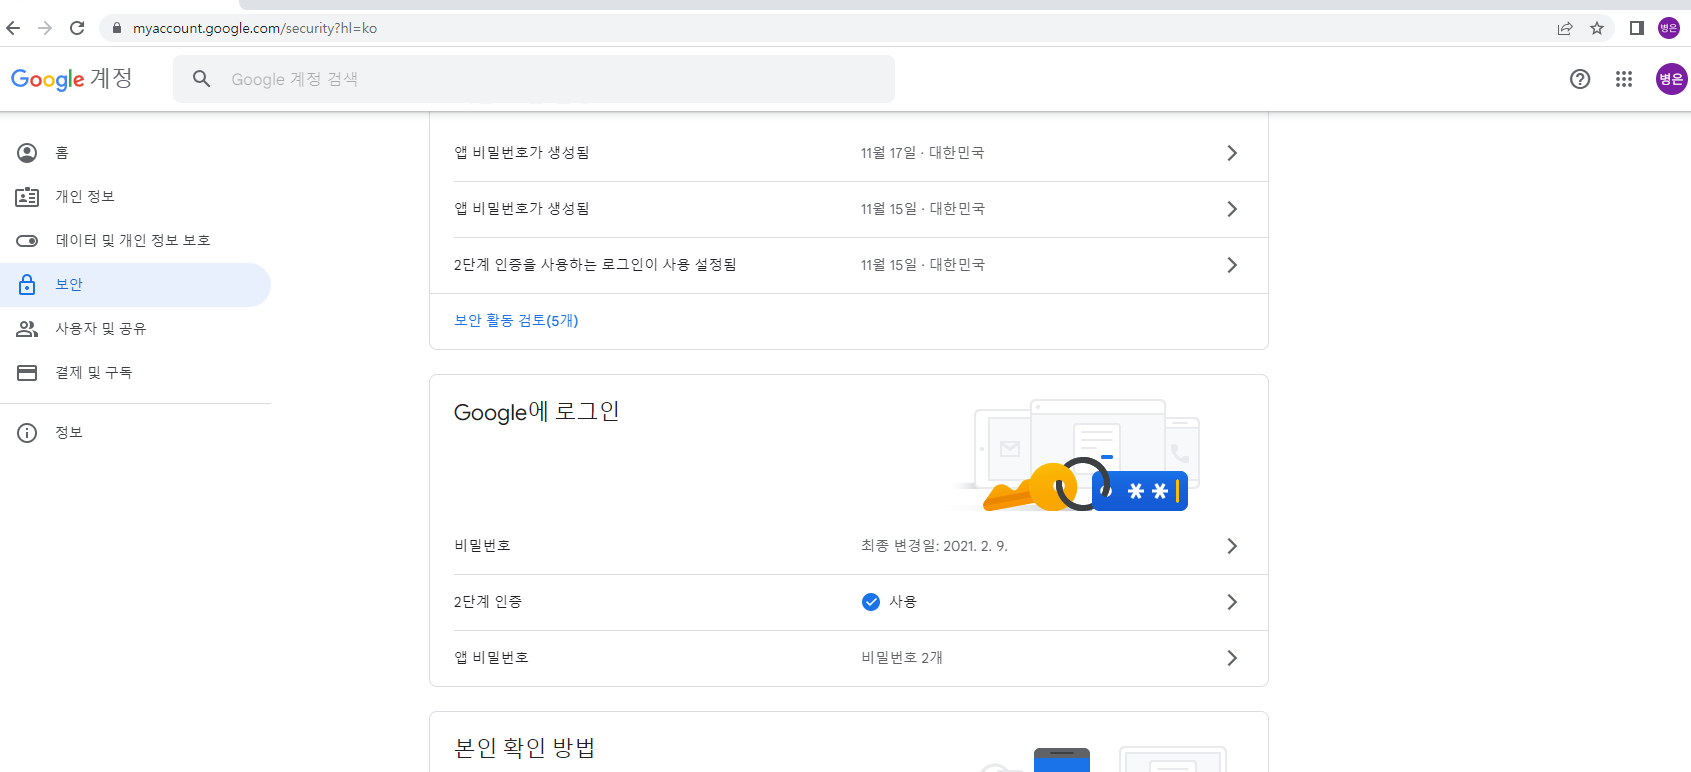 myaccount.google.com/security?hl=ko
병은
Google 계정
Google 계정 검색
병은
홈
개인 정보
데이터 및 개인 정보 보호
보안
사용자 및 공유
결제 및 구독
정보
앱 비밀번호가 생성됨 11월 17일 · 대한민국
앱 비밀번호가 생성됨 11월 15일 · 대한민국
2단계 인증을 사용하는 로그인이 사용 설정됨 11월 15일 · 대한민국
보안 활동 검토(5개)
Google에 로그인
**
비밀번호 최종 변경일: 2021. 2. 9.
2단계 인증 사용
앱 비밀번호 비밀번호 2개
본인 확인 방법